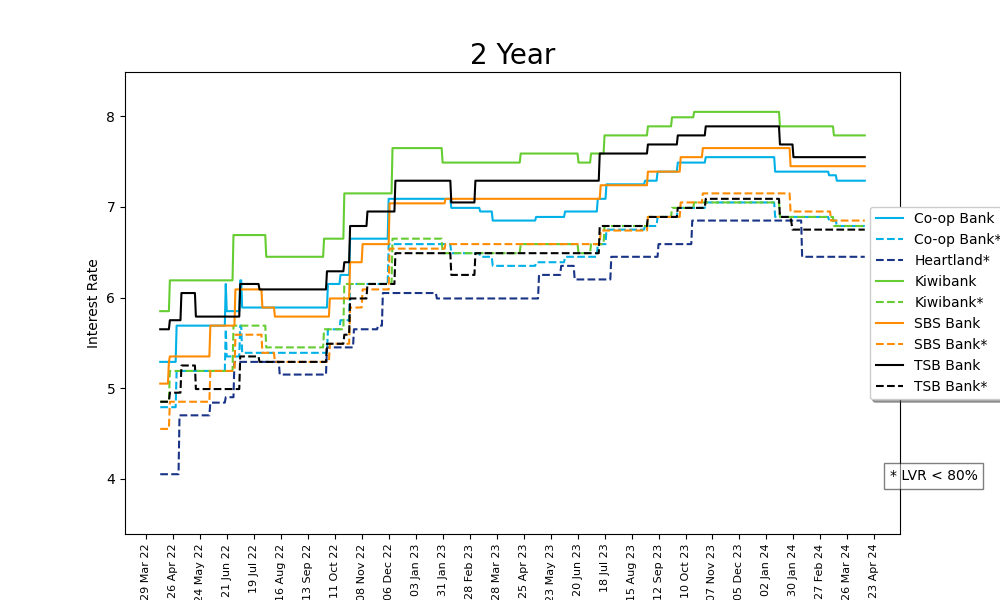 2 Year
Interest Rate
8
7
6
5
4
29 Mar 22
26 Apr 22
24 May 22
21 Jun 22
19 Jul 22
16 Aug 22
13 Sep 22
11 Oct 22
08 Nov 22
06 Dec 22
03 Jan 23
31 Jan 23
28 Feb 23
28 Mar 23
25 Apr 23
23 May 23
20 Jun 23
18 Jul 23
15 Aug 23
12 Sep 23
10 Oct 23
07 Nov 23
05 Dec 23
02 Jan 24
30 Jan 24
27 Feb 24
26 Mar 24
23 Apr 24
Co-op Bank
Co-op Bank*
Heartland*
Kiwibank
Kiwibank*
SBS Bank
SBS Bank*
TSB Bank
TSB Bank*
* LVR < 80%